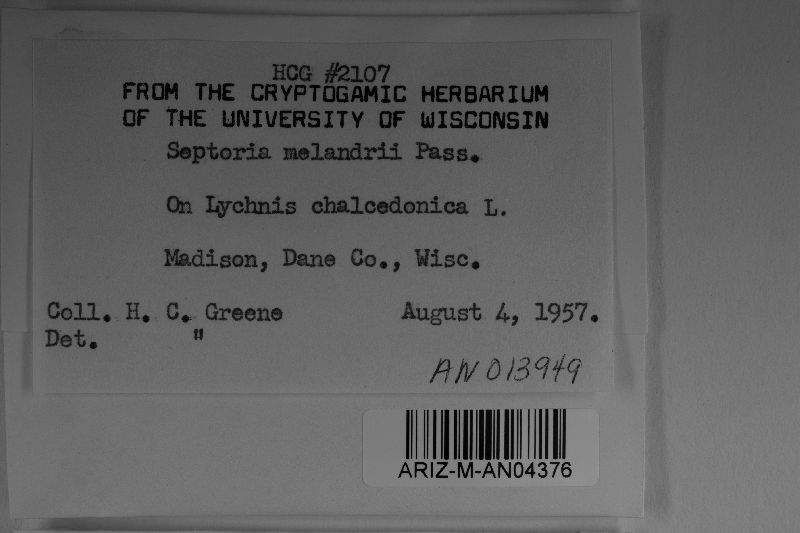 HCG #2107
FROM THE CRYPTOGAMIC HERBARIUM
OF THE UNIVERSITY OF WISCONSIN
Septoria melandrii Pass.
On Lychnis chalcedonica L.
Madison, Dane Co., Wisc.
Coll. H. C. Greene August 4, 1957.
Det. "
AN 013949
ARIZ-M-AN04376